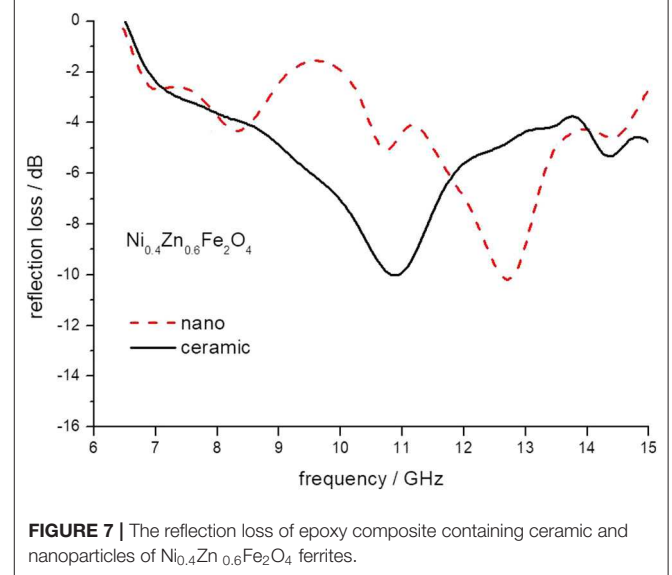 0
-2
-4
-6
-8
-10
-12
-14
-16
reflection loss / dB
Ni0.4Zn0.6Fe2O4
nano
ceramic
6 7 8 9 10 11 12 13 14 15
frequency / GHz
FIGURE 7 | The reflection loss of epoxy composite containing ceramic and
nanoparticles of Ni0.4Zn 0.6Fe2O4 ferrites.